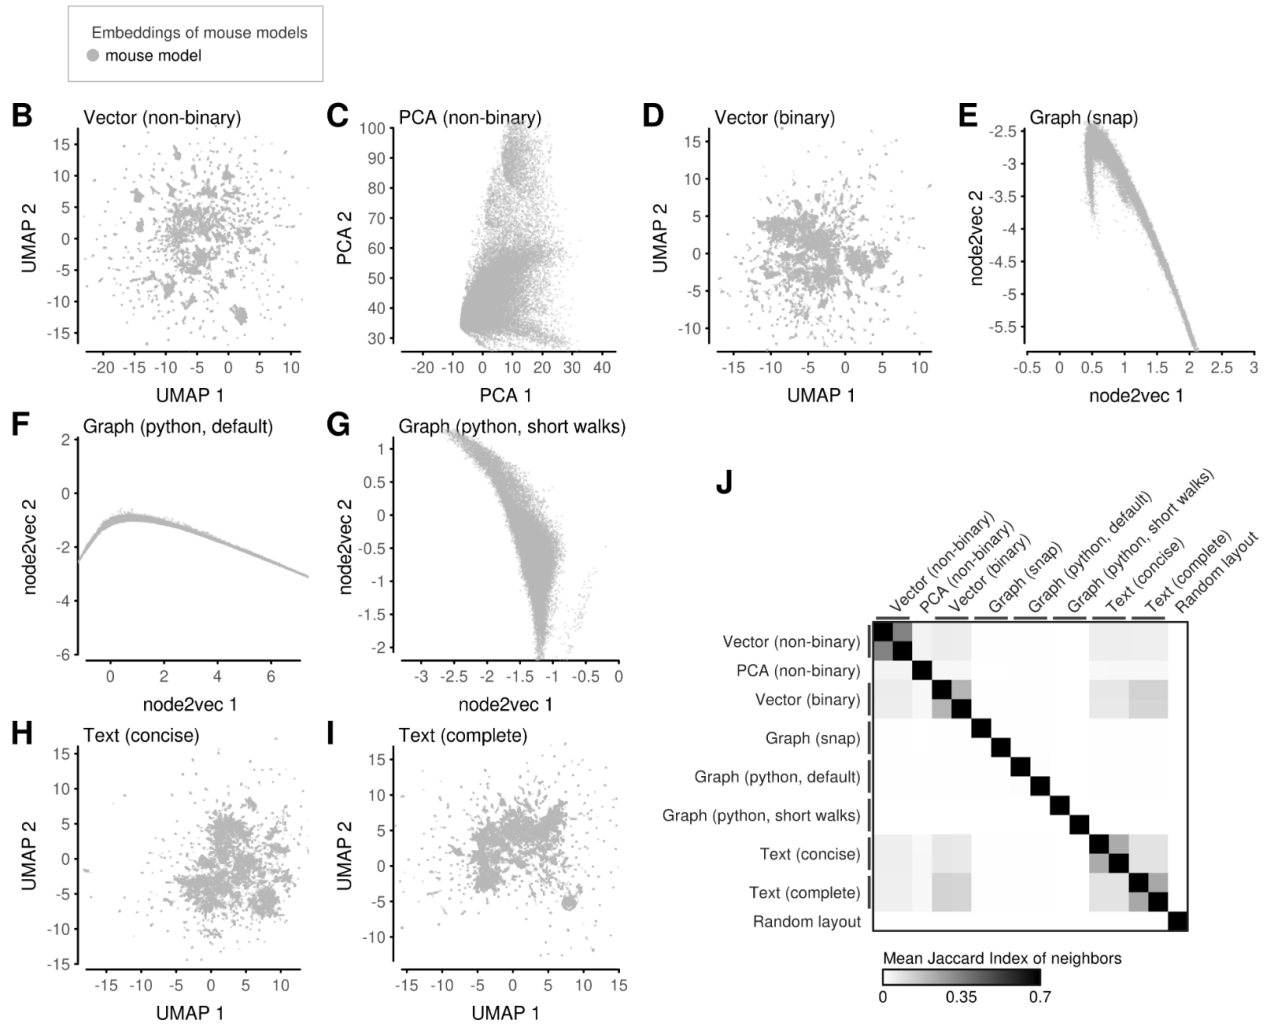 Embeddings of mouse models
mouse model
B
Vector (non-binary)
15
10
5
0
-5
-10
-15
UMAP 2
-20 -15 -10 -5 0 5 10
UMAP 1
C
PCA (non-binary)
100
90
80
70
60
50
40
30
PCA 2
-20 -10 0 10 20 30 40
PCA 1
D
Vector (binary)
15
10
5
0
-5
-10
UMAP 2
-15 -10 -5 0 5 10
UMAP 1
E
Graph (snap)
-2.5
-3
-3.5
-4
-4.5
-5
-5.5
node2vec 2
-0.5 0 0.5 1 1.5 2 2.5 3
node2vec 1
F
Graph (python, default)
2
0
-2
-4
-6
node2vec 2
0 2 4 6
node2vec 1
G
Graph (python, short walks)
1
0.5
0
-0.5
-1
-1.5
-2
node2vec 2
-3 -2.5 -2 -1.5 -1 -0.5 0
node2vec 1
H
Text (concise)
15
10
5
0
-5
-10
-15
UMAP 2
-15 -10 -5 0 5 10
UMAP 1
I
Text (complete)
15
10
5
0
-5
-10
UMAP 2
-15 -10 -5 0 5 10 15
UMAP 1
J
Vector (non-binary)
PCA (non-binary)
Vector (binary)
Graph (snap)
Graph (python, default)
Graph (python, short walks)
Text (concise)
Text (complete)
Random layout
Vector (non-binary)
PCA (non-binary)
Vector (binary)
Graph (snap)
Graph (python, default)
Graph (python, short walks)
Text (concise)
Text (complete)
Random layout
Mean Jaccard Index of neighbors
0 0.35 0.7